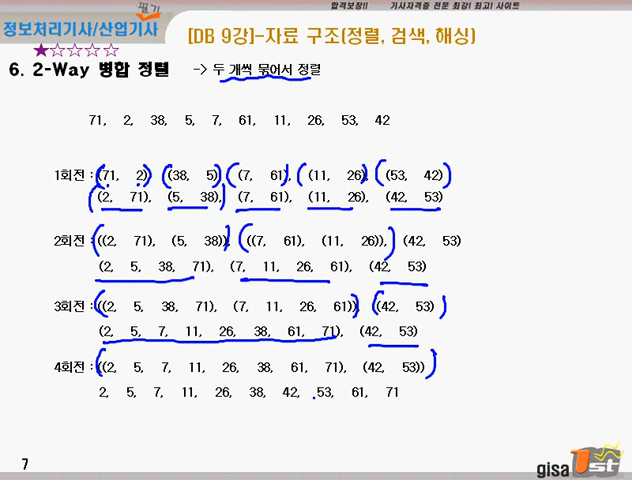 합격보장!! 기사자격증 전문 최강! 최고! 사이트
필기
정보처리기사/산업기사
★☆☆☆☆
[DB 9강]-자료 구조(정렬, 검색, 해싱)
6. 2-Way 병합 정렬 -> 두 개씩 묶어서 정렬
71, 2, 38, 5, 7, 61, 11, 26, 53, 42
1회전 : (71, 2), (38, 5), (7, 61), (11, 26), (53, 42)
(2, 71), (5, 38), (7, 61), (11, 26), (42, 53)
2회전 : ((2, 71), (5, 38)), ((7, 61), (11, 26)), (42, 53)
(2, 5, 38, 71), (7, 11, 26, 61), (42, 53)
3회전 : ((2, 5, 38, 71), (7, 11, 26, 61)), (42, 53)
(2, 5, 7, 11, 26, 38, 61, 71), (42, 53)
4회전 : ((2, 5, 7, 11, 26, 38, 61, 71), (42, 53))
2, 5, 7, 11, 26, 38, 42, 53, 61, 71
7
gisa 1st